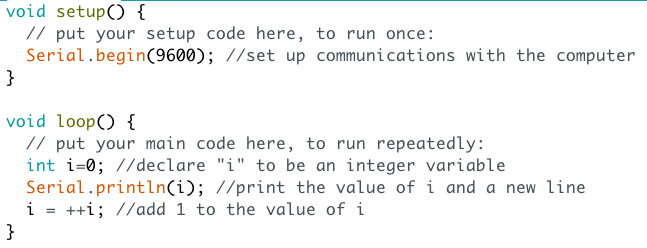 void setup() {
  // put your setup code here, to run once:
  Serial.begin(9600); //set up communications with the computer
}

void loop() {
  // put your main code here, to run repeatedly:
  int i=0; //declare "i" to be an integer variable
  Serial.println(i); //print the value of i and a new line
  i = ++i; //add 1 to the value of i
}